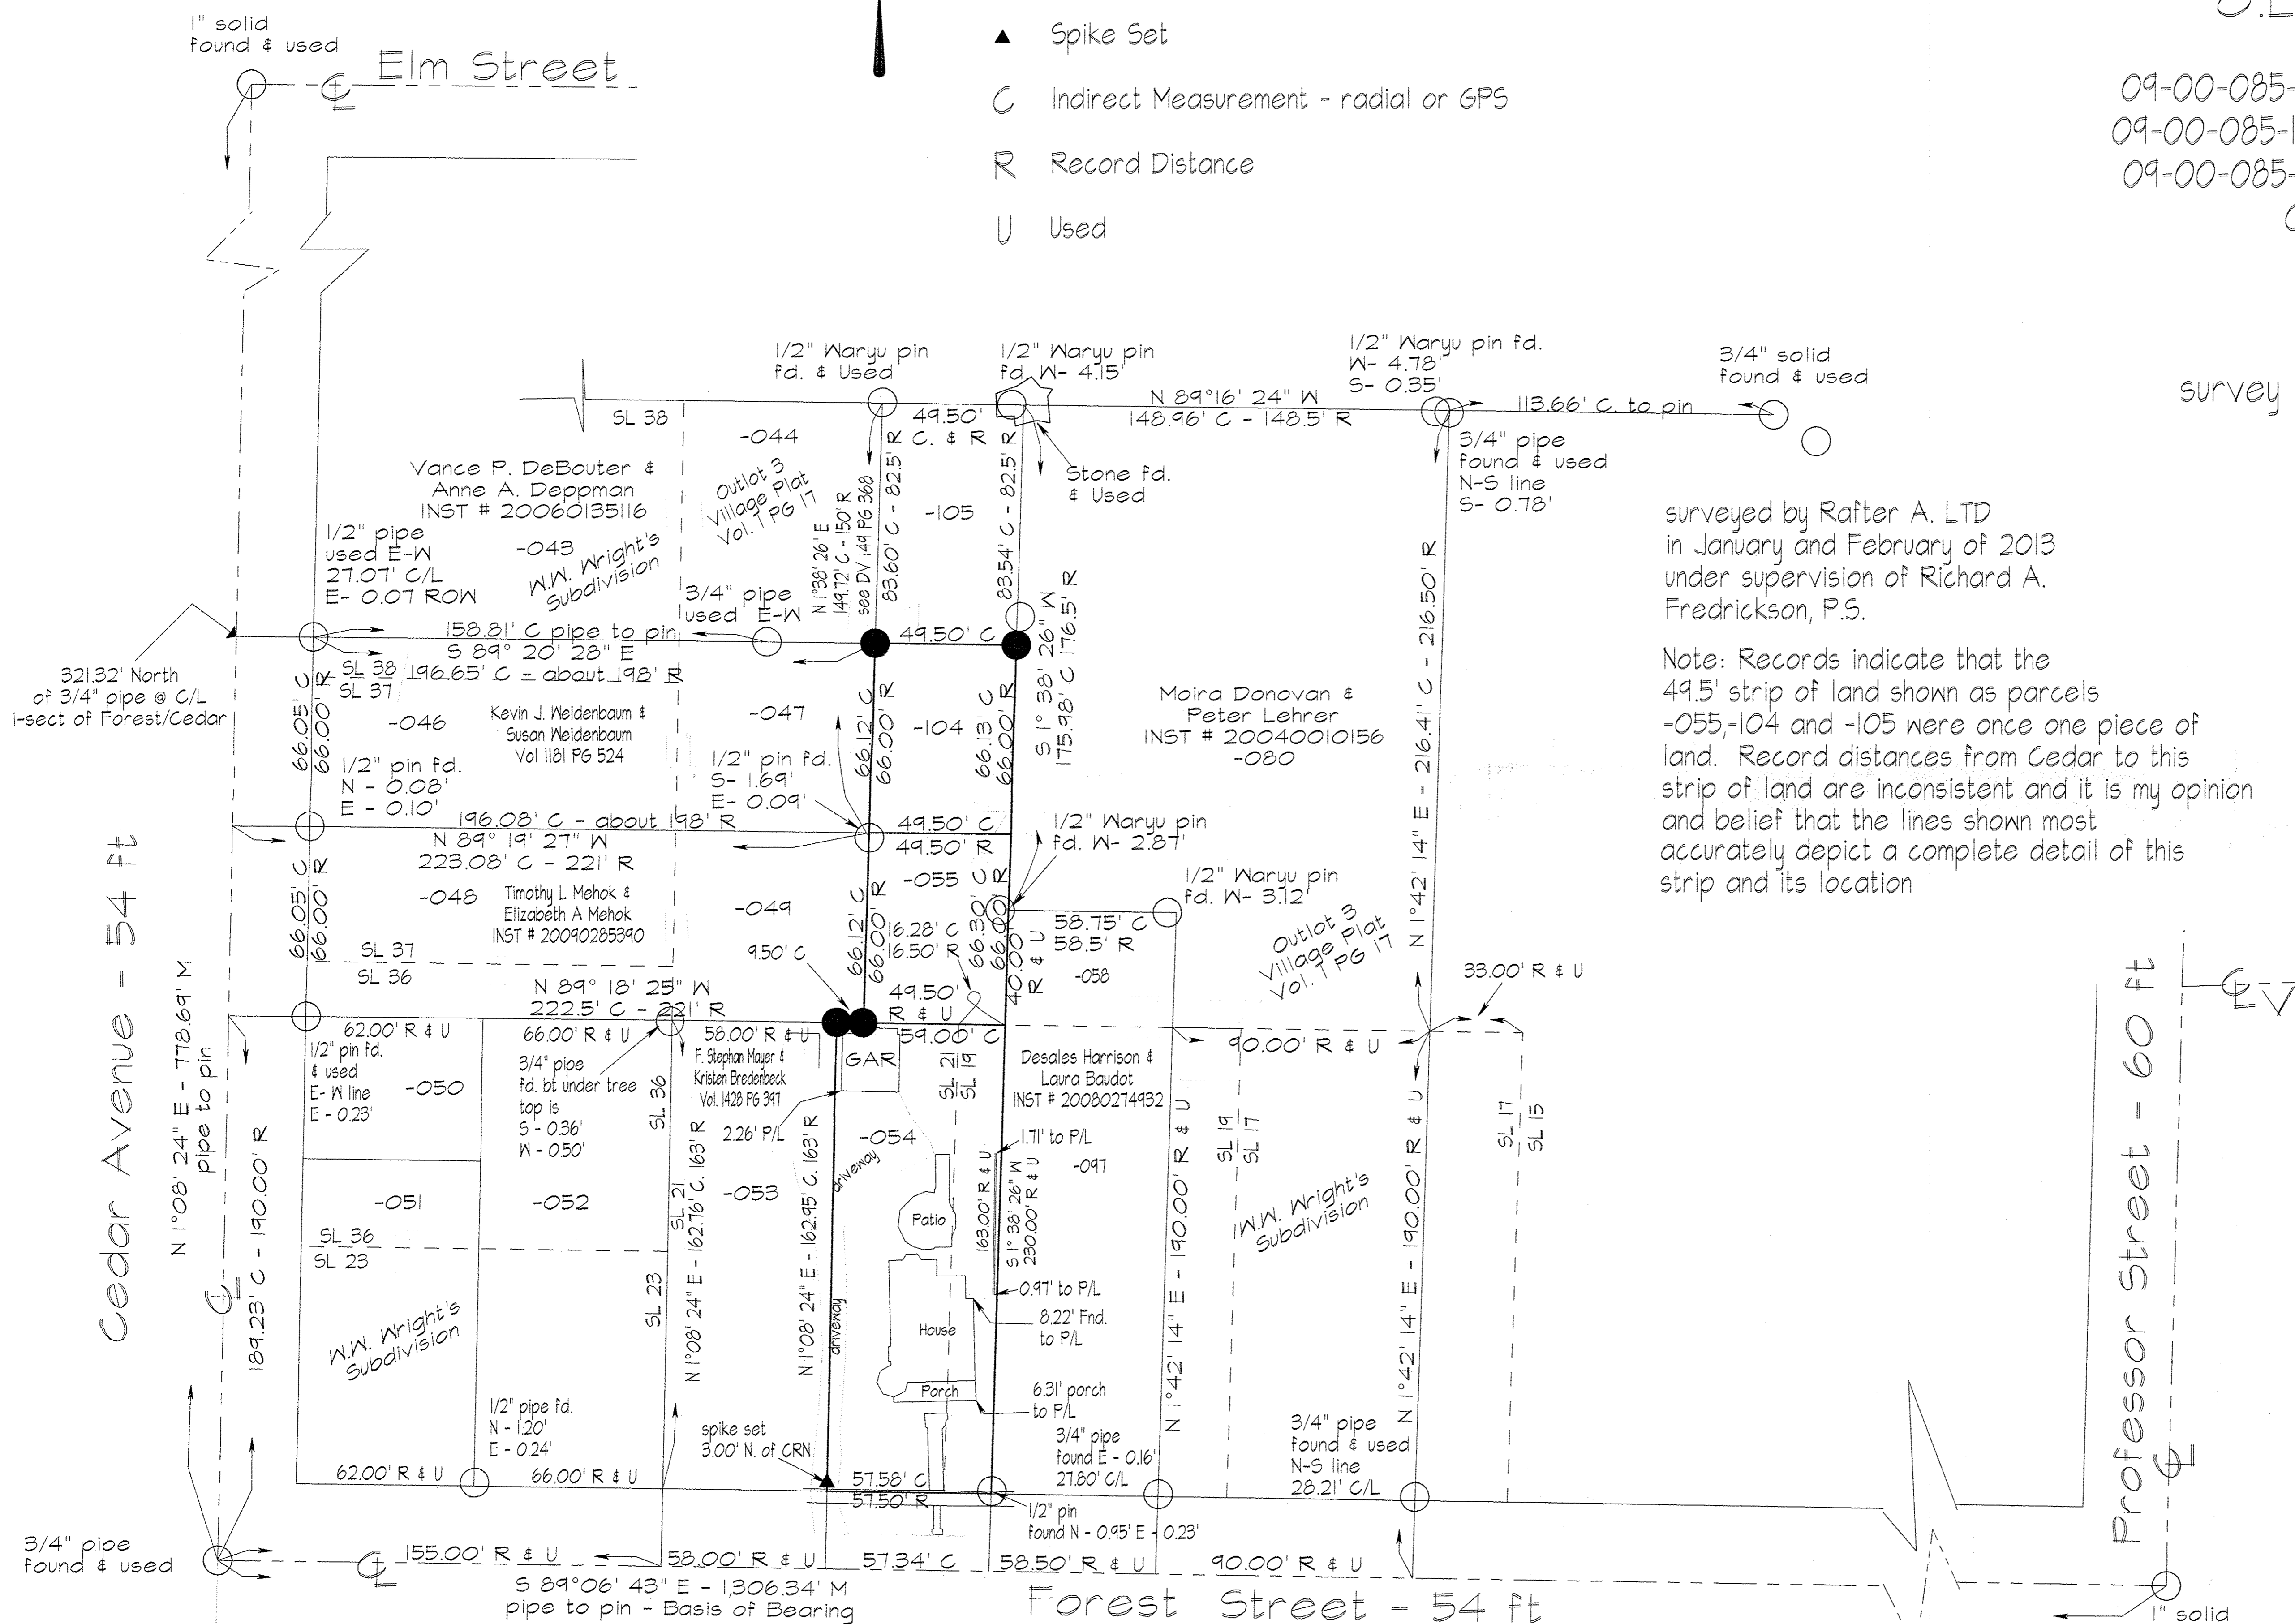 1" solid
found & used
Elm Street
▲ Spike Set
C Indirect Measurement - radial or GPS
R Record Distance
U Used
09-00-085-
09-00-085-1
09-00-085-
survey
1/2" Waryu pin
fd. & Used
1/2" Waryu pin
fd. W- 4.15'
1/2" Waryu pin fd.
W- 4.78'
S- 0.35'
3/4" solid
found & used
SL 38
49.50'
C. & R
N 89°16' 24" W
148.96' C - 148.5' R
113.66' C. to pin
3/4" pipe
found & used
N-S line
S- 0.78'
Stone fd.
& Used
-044
Outlot 3
Village Plat
Vol. 1 PG 17
Vance P. DeBouter &
Anne A. Deppman
INST # 20060135116
-043
W.W. Wright's
Subdivision
1/2" pipe
used E-W
27.07' C/L
E- 0.07 ROW
3/4" pipe
used E-W
N 1°38' 26" E
149.72' C - 150' R
see DV 149 PG 368
83.60' C - 82.5' R
-105
83.54' C - 82.5' R
S 1° 38' 26" W
175.98' C 176.5' R
N 1°42' 14" E - 216.41' C - 216.50' R
surveyed by Rafter A. LTD
in January and February of 2013
under supervision of Richard A.
Fredrickson, P.S.
Note: Records indicate that the
49.5' strip of land shown as parcels
-055,-104 and -105 were once one piece of
land. Record distances from Cedar to this
strip of land are inconsistent and it is my opinion
and belief that the lines shown most
accurately depict a complete detail of this
strip and its location
321.32' North
of 3/4" pipe @ C/L
i-sect of Forest/Cedar
158.81' C pipe to pin
S 89° 20' 28" E
196.65' C - about 198' R
49.50' C
SL 38
SL 37
66.05' C
66.00' R
-046
Kevin J. Weidenbaum &
Susan Weidenbaum
Vol 1181 PG 524
-047
66.12' C
66.00' R
-104
66.13' C
66.00' R
Moira Donovan &
Peter Lehrer
INST # 20040010156
-080
1/2" pin fd.
N - 0.08'
E - 0.10'
1/2" pin fd.
S- 1.69'
E- 0.09'
196.08' C - about 198' R
N 89° 19' 27" W
223.08' C - 221' R
49.50' C
49.50' R
1/2" Waryu pin
fd. W- 2.87'
1/2" Waryu pin
fd. W- 3.12'
66.05' C
66.00' R
-048
Timothy L Mehok &
Elizabeth A Mehok
INST # 20090285390
-049
-055
66.12' C
66.00' R
16.28' C
16.50' R
66.30' C
66.00' R
40.00'
R & U
58.75' C
58.5' R
-058
9.50' C
Outlot 3
Village Plat
Vol. 1 PG 17
33.00' R & U
SL 37
SL 36
N 89° 18' 25" W
222.5' C - 221' R
49.50'
R & U
59.00' C
62.00' R & U
66.00' R & U
58.00' R & U
90.00' R & U
1/2" pin fd.
& used
E- W line
E - 0.23'
-050
3/4" pipe
fd. bt under tree
top is
S - 0.36'
W - 0.50'
SL 36
SL 21
F. Stephan Mayer &
Kristen Bredenbeck
Vol. 1428 PG 397
GAR
2.26' P/L
SL 21
SL 19
Desales Harrison &
Laura Baudot
INST # 20080274932
1.71' to P/L
-097
SL 19
SL 17
SL 17
SL 15
-051
-052
-053
-054
driveway
Patio
163.00' R & U
S 1° 38' 26" W
230.00' R & U
N 1°08' 24" E - 162.76' C. 163' R
N 1°08' 24" E - 162.95' C. 163' R
N 1°42' 14" E - 190.00' R & U
W.W. Wright's
Subdivision
N 1°42' 14" E - 190.00' R & U
SL 36
SL 23
SL 23
driveway
House
Porch
0.97' to P/L
8.22' Fnd.
to P/L
6.31' porch
to P/L
W.W. Wright's
Subdivision
Cedar Avenue - 54 ft
N 1°08' 24" E - 778.69' M
pipe to pin
189.23' C - 190.00' R
Professor Street - 60 ft
1/2" pipe fd.
N - 1.20'
E - 0.24'
spike set
3.00' N. of CRN
3/4" pipe
found E - 0.16'
27.80' C/L
3/4" pipe
found & used
N-S line
28.21' C/L
62.00' R & U
66.00' R & U
57.58' C
57.50' R
1/2" pin
found N - 0.95' E - 0.23'
3/4" pipe
found & used
155.00' R & U
58.00' R & U
57.34' C
58.50' R & U
90.00' R & U
S 89°06' 43" E - 1,306.34' M
pipe to pin - Basis of Bearing
Forest Street - 54 ft
1" solid